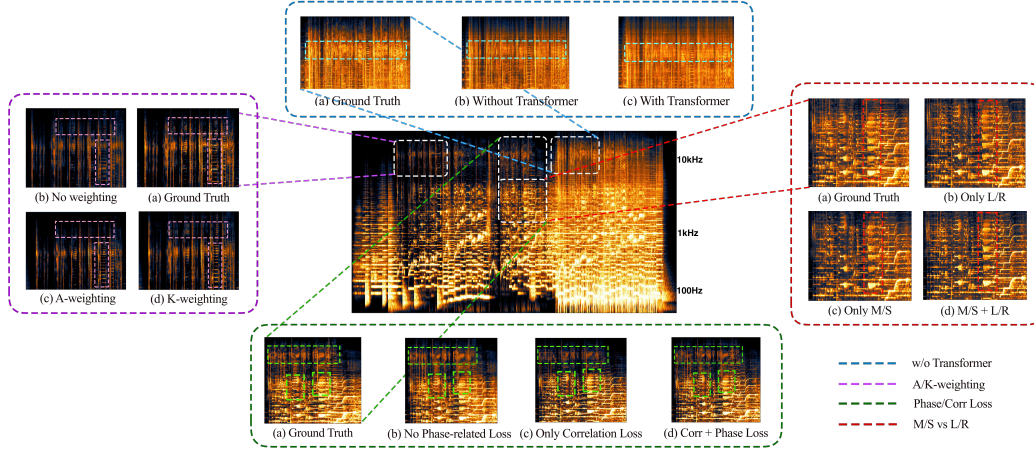 (a) Ground Truth
(b) Without Transformer
(c) With Transformer
(b) No weighting
(a) Ground Truth
(c) A-weighting
(d) K-weighting
10kHz
1kHz
100Hz
(a) Ground Truth
(b) Only L/R
(c) Only M/S
(d) M/S + L/R
(a) Ground Truth
(b) No Phase-related Loss
(c) Only Correlation Loss
(d) Corr + Phase Loss
w/o Transformer
A/K-weighting
Phase/Corr Loss
M/S vs L/R